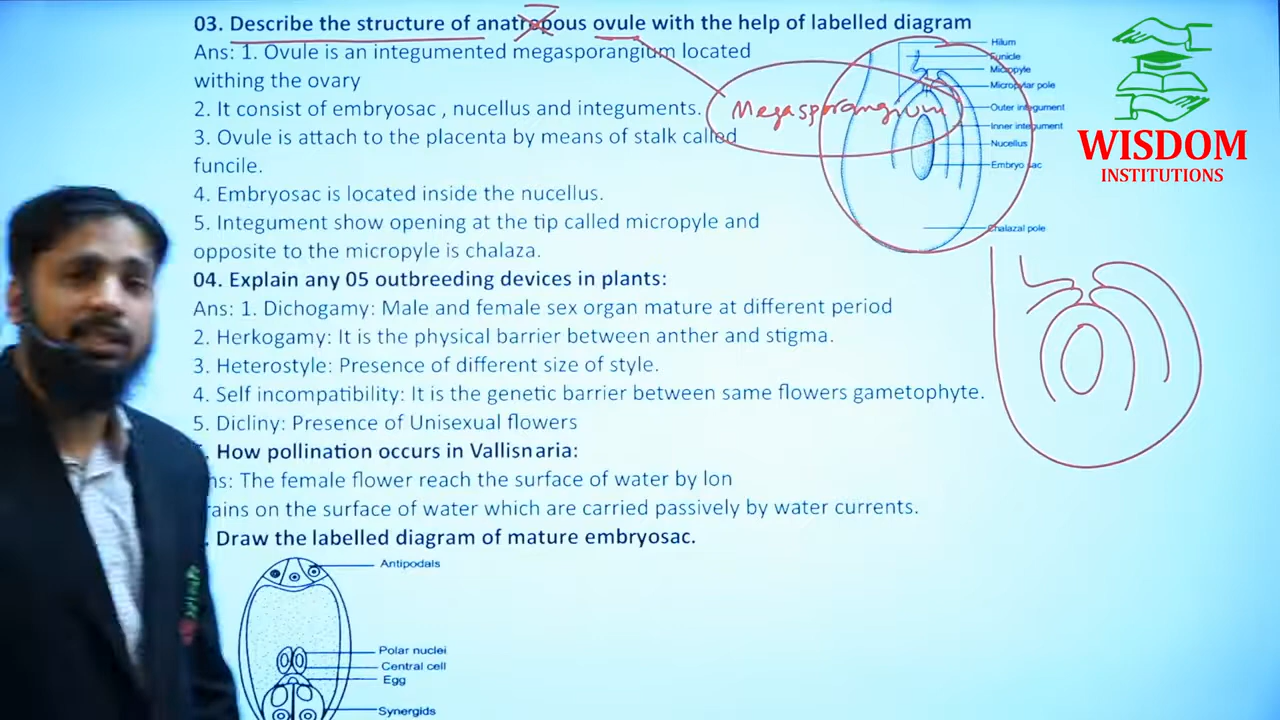 03. Describe the structure of anatropous ovule with the help of labelled diagram
Ans: 1. Ovule is an integumented megasporangium located
withing the ovary
2. It consist of embryosac , nucellus and integuments.
3. Ovule is attach to the placenta by means of stalk called
funcile.
4. Embryosac is located inside the nucellus.
5. Integument show opening at the tip called micropyle and
opposite to the micropyle is chalaza.
Megasporangium
Hilum
Funicle
Micropyle
Micropylar pole
Outer integument
Inner integument
Nucellus
Embryo sac
Chalazal pole
WISDOM
INSTITUTIONS
04. Explain any 05 outbreeding devices in plants:
Ans: 1. Dichogamy: Male and female sex organ mature at different period
2. Herkogamy: It is the physical barrier between anther and stigma.
3. Heterostyle: Presence of different size of style.
4. Self incompatibility: It is the genetic barrier between same flowers gametophyte.
5. Dicliny: Presence of Unisexual flowers
. How pollination occurs in Vallisnaria:
ns: The female flower reach the surface of water by lon
rains on the surface of water which are carried passively by water currents.
. Draw the labelled diagram of mature embryosac.
Antipodals
Polar nuclei
Central cell
Egg
Synergids